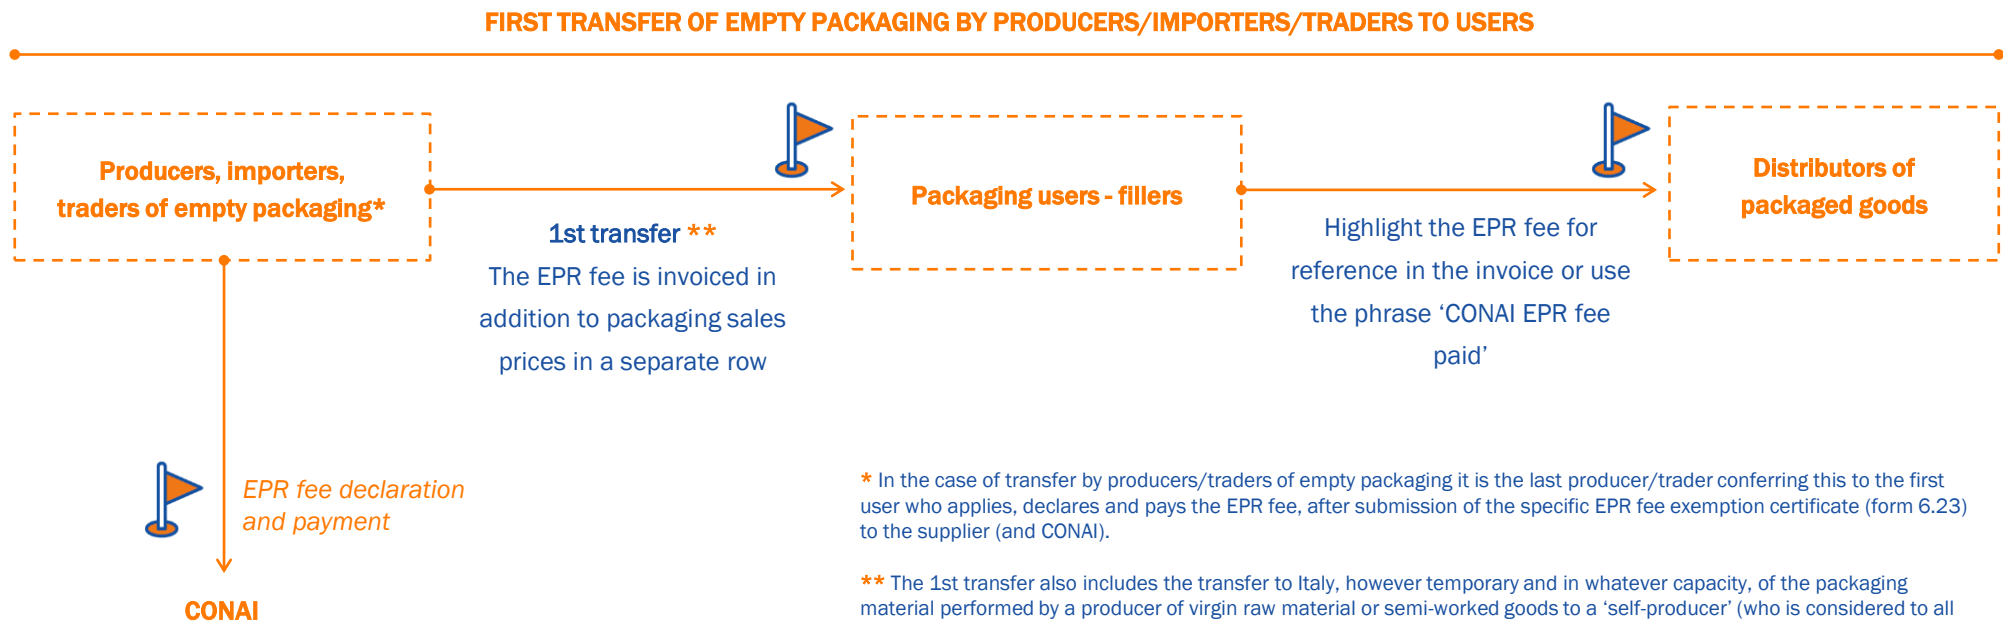 FIRST TRANSFER OF EMPTY PACKAGING BY PRODUCERS/IMPORTERS/TRADERS TO USERS
Producers, importers,
traders of empty packaging*
1st transfer **
The EPR fee is invoiced in
addition to packaging sales
prices in a separate row
Packaging users - fillers
Highlight the EPR fee for
reference in the invoice or use
the phrase ‘CONAI EPR fee
paid’
Distributors of
packaged goods
EPR fee declaration
and payment
CONAI
* In the case of transfer by producers/traders of empty packaging it is the last producer/trader conferring this to the first
user who applies, declares and pays the EPR fee, after submission of the specific EPR fee exemption certificate (form 6.23)
to the supplier (and CONAI).
** The 1st transfer also includes the transfer to Italy, however temporary and in whatever capacity, of the packaging
material performed by a producer of virgin raw material or semi-worked goods to a ‘self-producer’ (who is considered to all